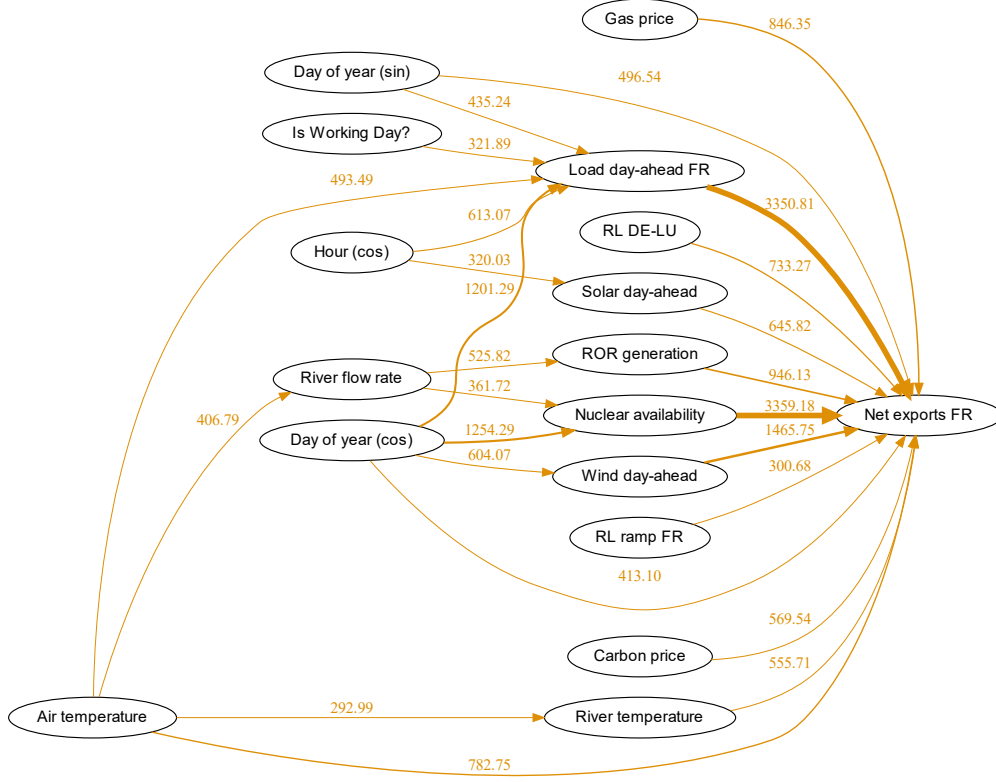 Gas price
846.35
Day of year (sin)
496.54
435.24
Is Working Day?
321.89
493.49
Load day-ahead FR
3350.81
613.07
RL DE-LU
Hour (cos)
320.03
733.27
1201.29
Solar day-ahead
645.82
ROR generation
525.82
River flow rate
946.13
361.72
406.79
Nuclear availability
3359.18
Net exports FR
1254.29
1465.75
Day of year (cos)
604.07
Wind day-ahead
300.68
RL ramp FR
413.10
569.54
Carbon price
555.71
Air temperature
292.99
River temperature
782.75